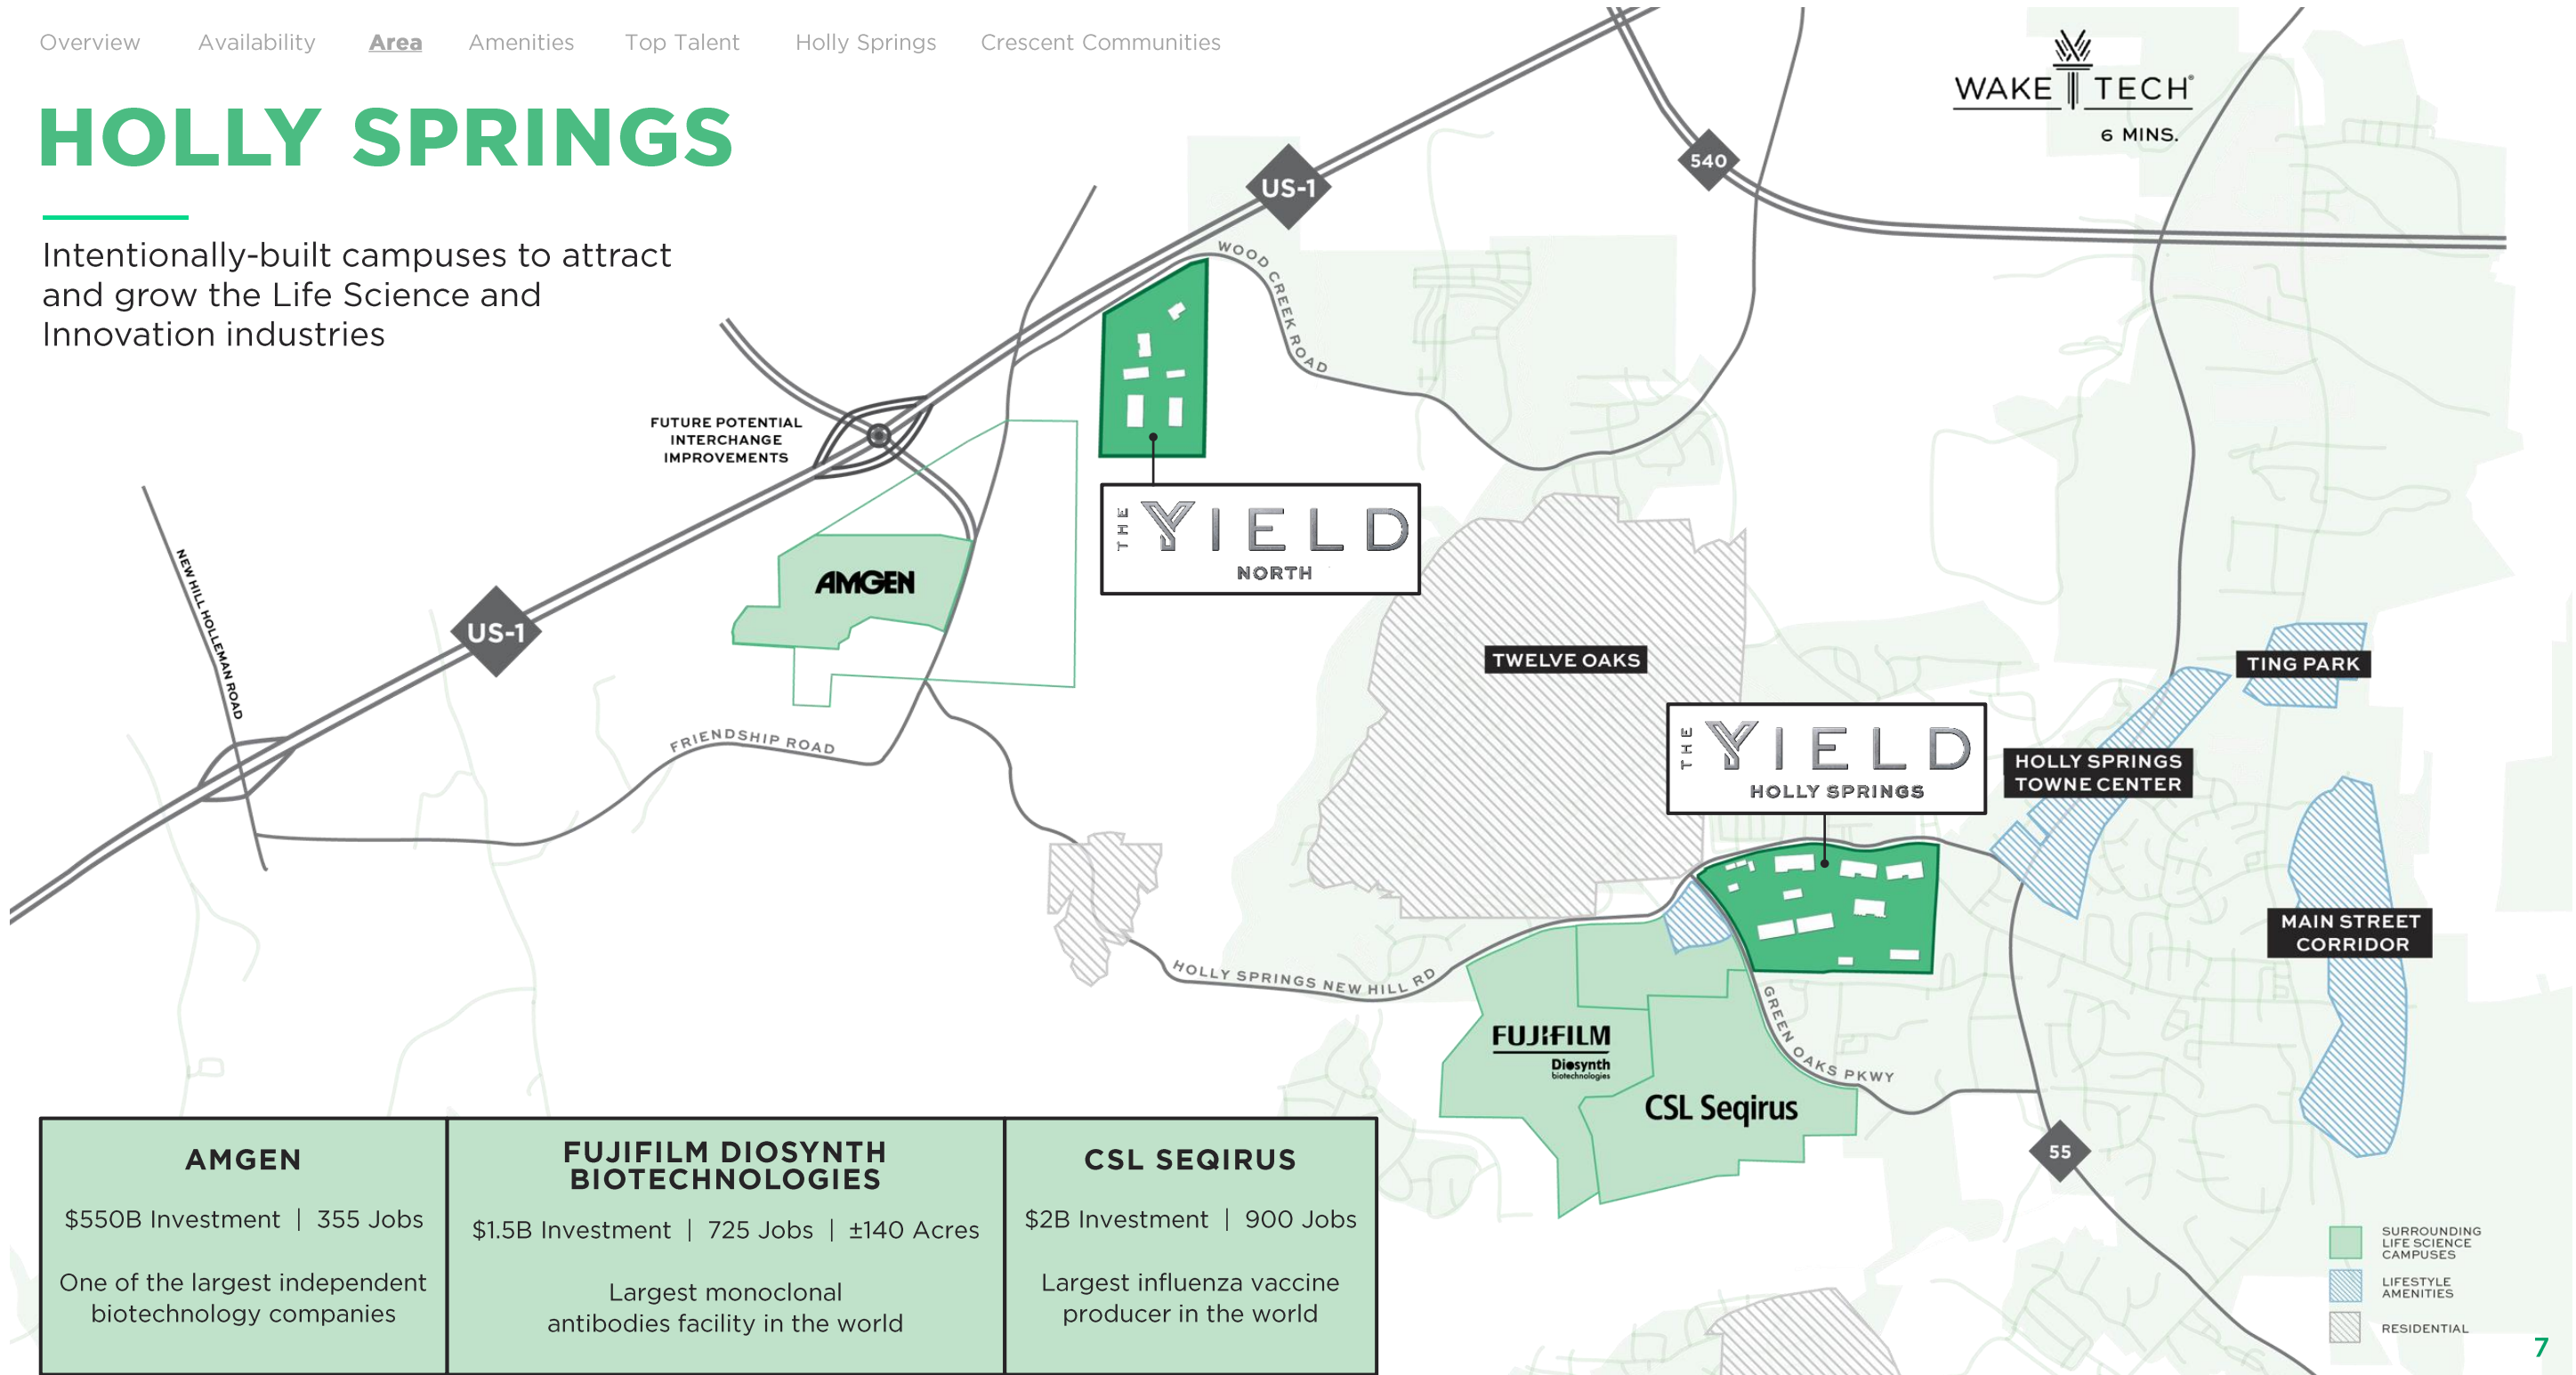 Overview Availability Area Amenities Top Talent Holly Springs Crescent Communities
HOLLY SPRINGS
Intentionally-built campuses to attract
and grow the Life Science and
Innovation industries
WAKE TECH®
6 MINS.
540
US-1
WOOD CREEK ROAD
FUTURE POTENTIAL
INTERCHANGE
IMPROVEMENTS
THE YIELD
NORTH
AMGEN
NEW HILL HOLLEMAN ROAD
US-1
TWELVE OAKS
TING PARK
FRIENDSHIP ROAD
THE YIELD
HOLLY SPRINGS
HOLLY SPRINGS
TOWNE CENTER
MAIN STREET
CORRIDOR
HOLLY SPRINGS NEW HILL RD
GREEN OAKS PKWY
FUJIFILM
Diosynth
biotechnologies
CSL Seqirus
55
AMGEN
$550B Investment | 355 Jobs
One of the largest independent
biotechnology companies
FUJIFILM DIOSYNTH
BIOTECHNOLOGIES
$1.5B Investment | 725 Jobs | ±140 Acres
Largest monoclonal
antibodies facility in the world
CSL SEQIRUS
$2B Investment | 900 Jobs
Largest influenza vaccine
producer in the world
SURROUNDING
LIFE SCIENCE
CAMPUSES
LIFESTYLE
AMENITIES
RESIDENTIAL
7